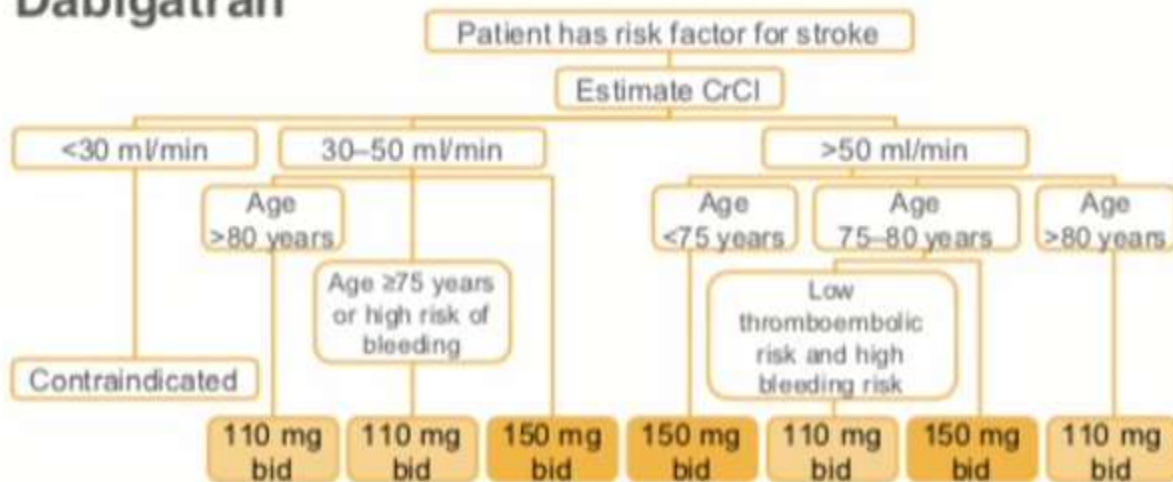 Dabigatran
Patient has risk factor for stroke
Estimate CrCl
<30 ml/min
30–50 ml/min
>50 ml/min
Age
>80 years
Age
<75 years
Age
75–80 years
Age
>80 years
Age ≥75 years
or high risk of
bleeding
Low
thromboembolic
risk and high
bleeding risk
Contraindicated
110 mg
bid
110 mg
bid
150 mg
bid
150 mg
bid
110 mg
bid
150 mg
bid
110 mg
bid